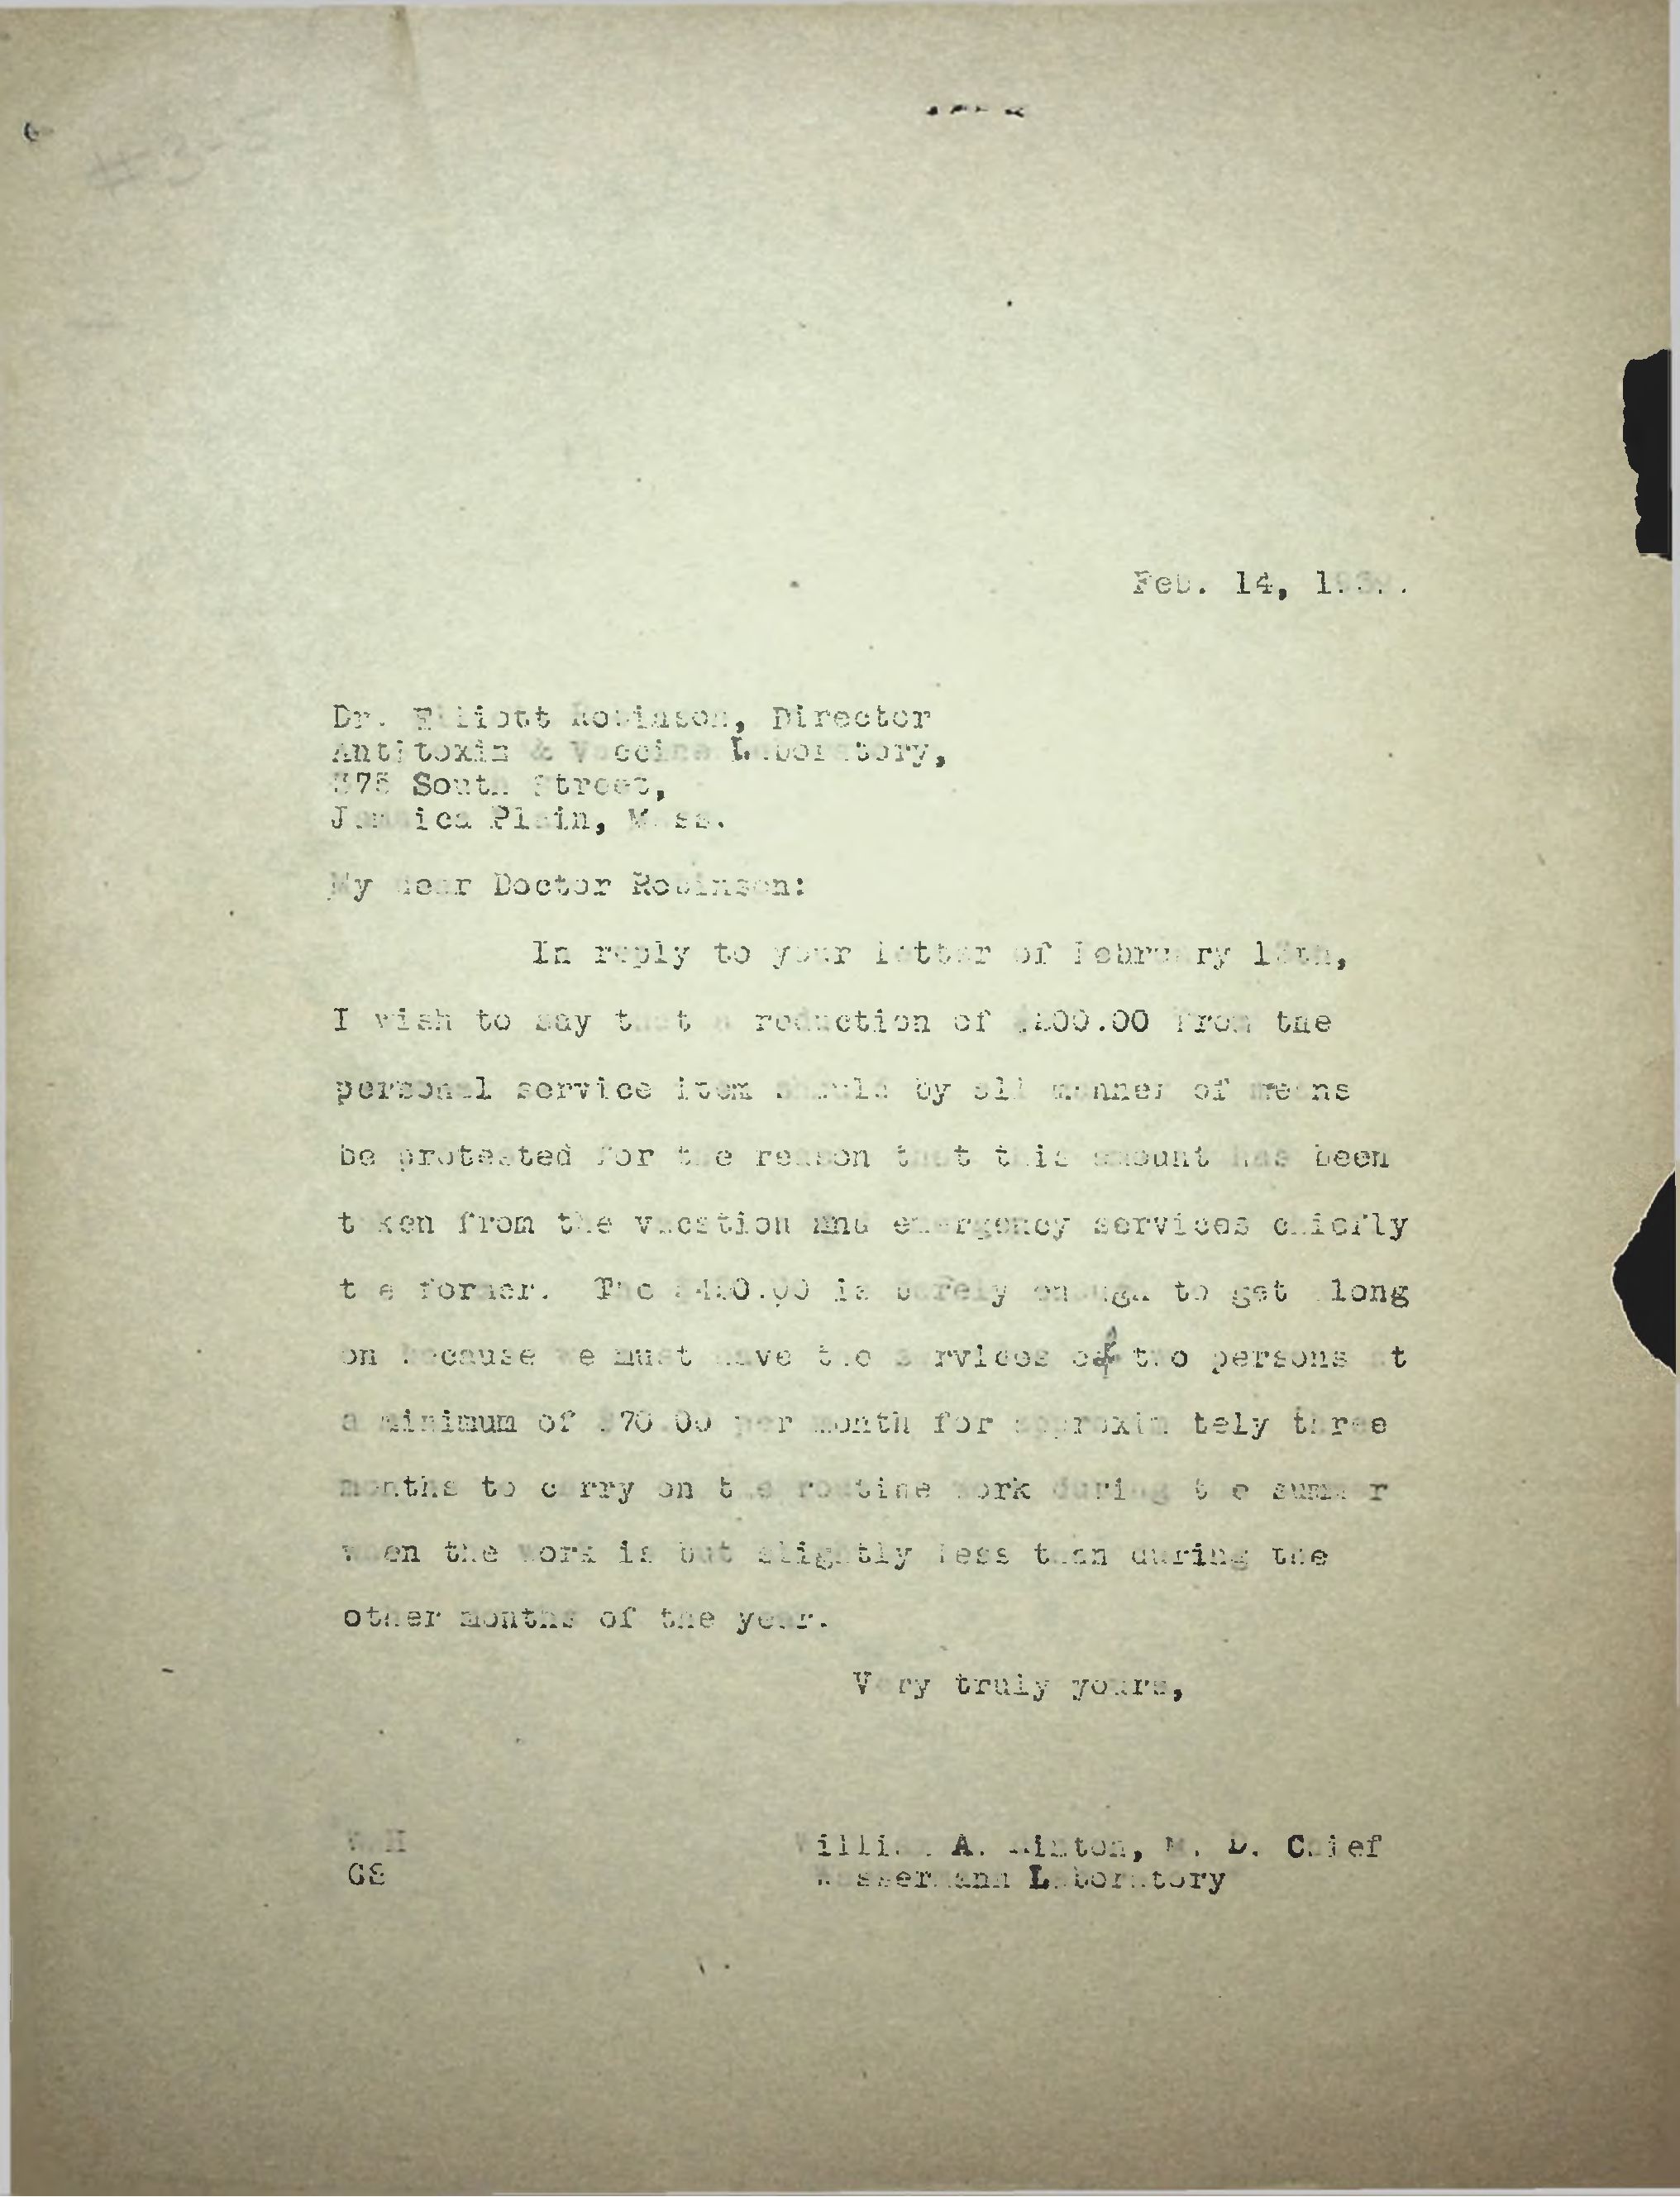 #3-5
Feb. 14,
Dr. Elliott Robinson, Director
Antitoxin & Vaccine Laboratory,
375 South Street,
Jamaica Plain, Mass.
My dear Doctor Robinson:
In reply to your letter of February
I wish to say that a reduction of from the
personal service item should by all manner of means
be protested for the reason that this amount has been
taken from the vacation and emergency services chiefly
the former. The is barely enough to get along
on because we must have the services of two persons at
a minimum of $70.00 per month for approximately three
months to carry on the routine work during the summer
when the work is but slightly less than during the
other months of the year.
Very truly yours,
WAH
GS
William A. Hinton, M. D. Chief
Wassermann Laboratory